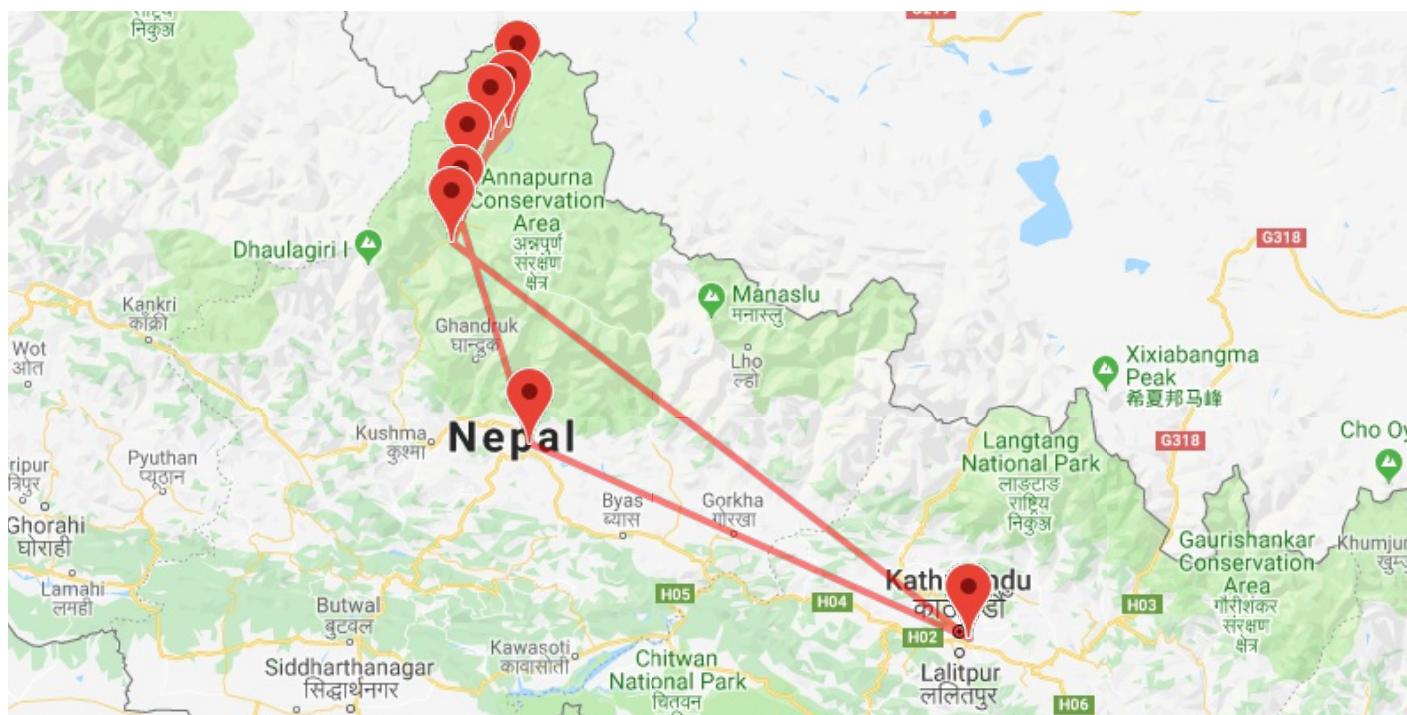 राष्ट्रिय
निकुञ्ज
G219
Annapurna
Conservation
Area
अन्नपूर्ण
संरक्षण
क्षेत्र
Dhaulagiri I
G318
Manaslu
मनास्लु
Kankri
काँक्री
Ghandruk
घान्द्रुक
Wot
ओत
Lho
ल्हो
Xixiabangma
Peak
希夏邦马峰
Kushma
कुश्मा
Nepal
G318
Cho Oy
Langtang
National Park
लाङटाङ
राष्ट्रिय
निकुञ्ज
ripur
त्रिपुर
Pyuthan
प्यूठान
Byas
ब्यास
Gorkha
गोरखा
Ghorahi
घोराही
Gaurishankar
Conservation
Area
गौरीशंकर
संरक्षण
क्षेत्र
Lamahi
लमही
Butwal
बुटवल
H05
H04
H02
H03
Kawasoti
कावासोती
Siddharthanagar
सिद्धार्थनगर
Chitwan
National Park
चितवन
Lalitpur
ललितपुर
H06